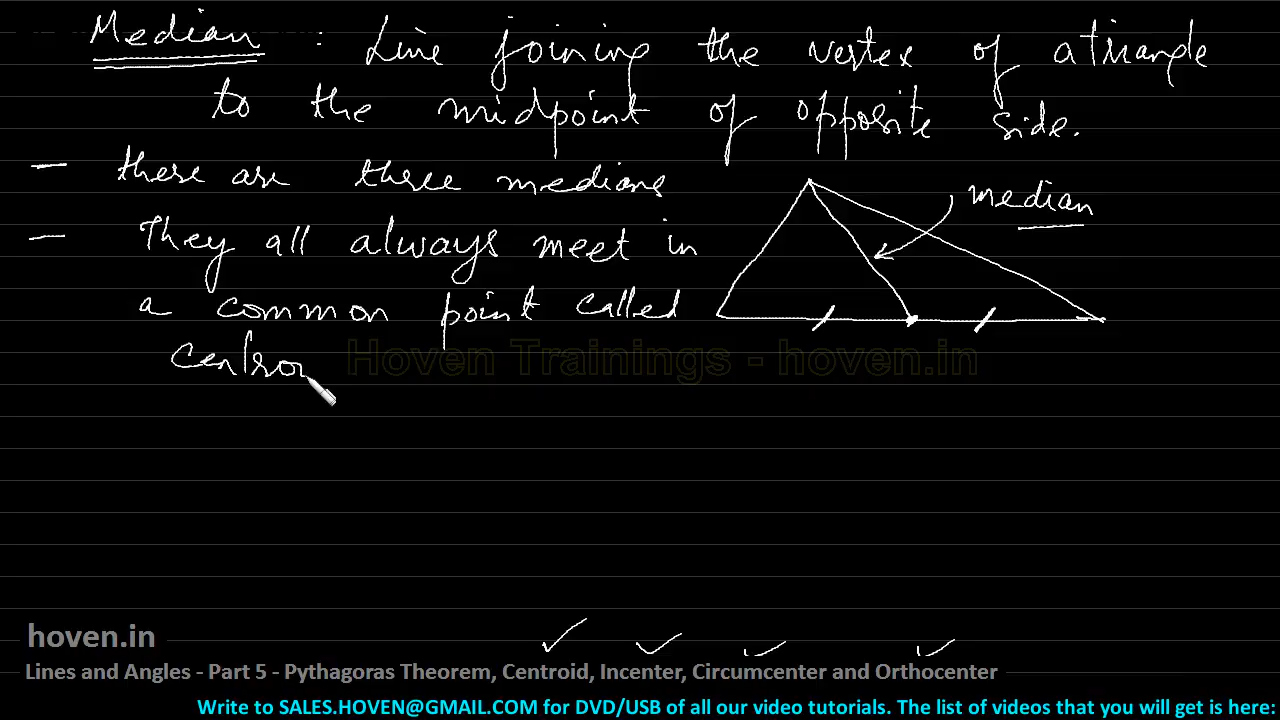 Median : Line joining the vertex of a triangle
to the midpoint of opposite side.
– there are three medians
median
– They all always meet in
a common point called
Centro
Hoven Trainings - hoven.in
hoven.in
Lines and Angles - Part 5 - Pythagoras Theorem, Centroid, Incenter, Circumcenter and Orthocenter
Write to SALES.HOVEN@GMAIL.COM for DVD/USB of all our video tutorials. The list of videos that you will get is here: